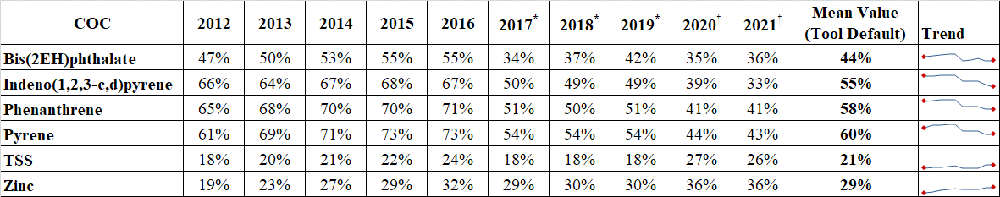 COC 2012 2013 2014 2015 2016 2017* 2018* 2019* 2020† 2021† Mean Value (Tool Default) Trend
Bis(2EH)phthalate 47% 50% 53% 55% 55% 34% 37% 42% 35% 36% 44%
Indeno(1,2,3-c,d)pyrene 66% 64% 67% 68% 67% 50% 49% 49% 39% 33% 55%
Phenanthrene 65% 68% 70% 70% 71% 51% 50% 51% 41% 41% 58%
Pyrene 61% 69% 71% 73% 73% 54% 54% 54% 44% 43% 60%
TSS 18% 20% 21% 22% 24% 18% 18% 18% 27% 26% 21%
Zinc 19% 23% 27% 29% 32% 29% 30% 30% 36% 36% 29%